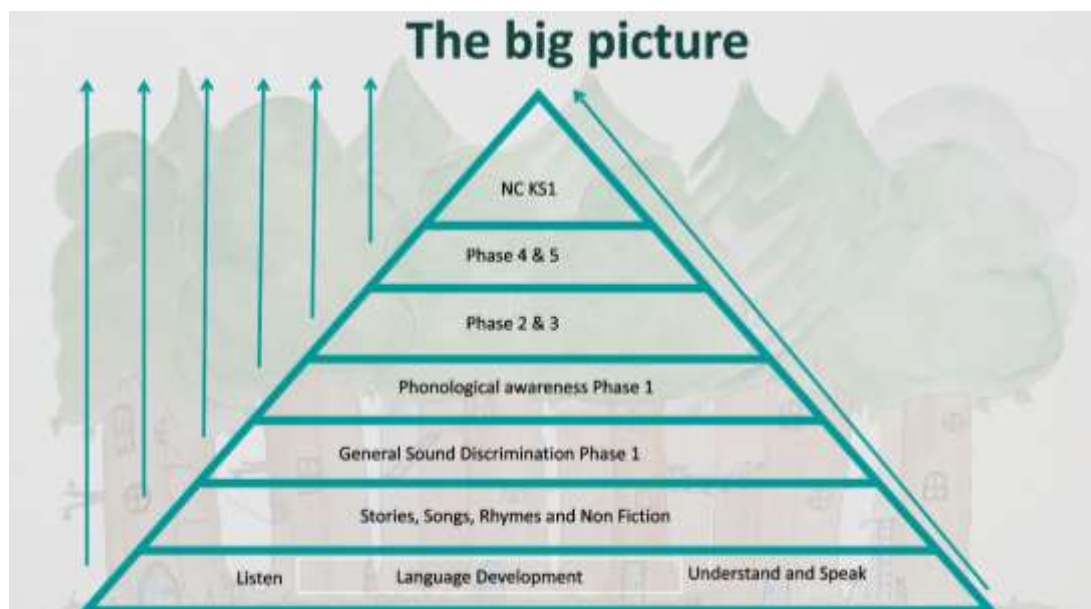 The big picture
NC KS1
Phase 4 & 5
Phase 2 & 3
Phonological awareness Phase 1
General Sound Discrimination Phase 1
Stories, Songs, Rhymes and Non Fiction
Listen Language Development Understand and Speak